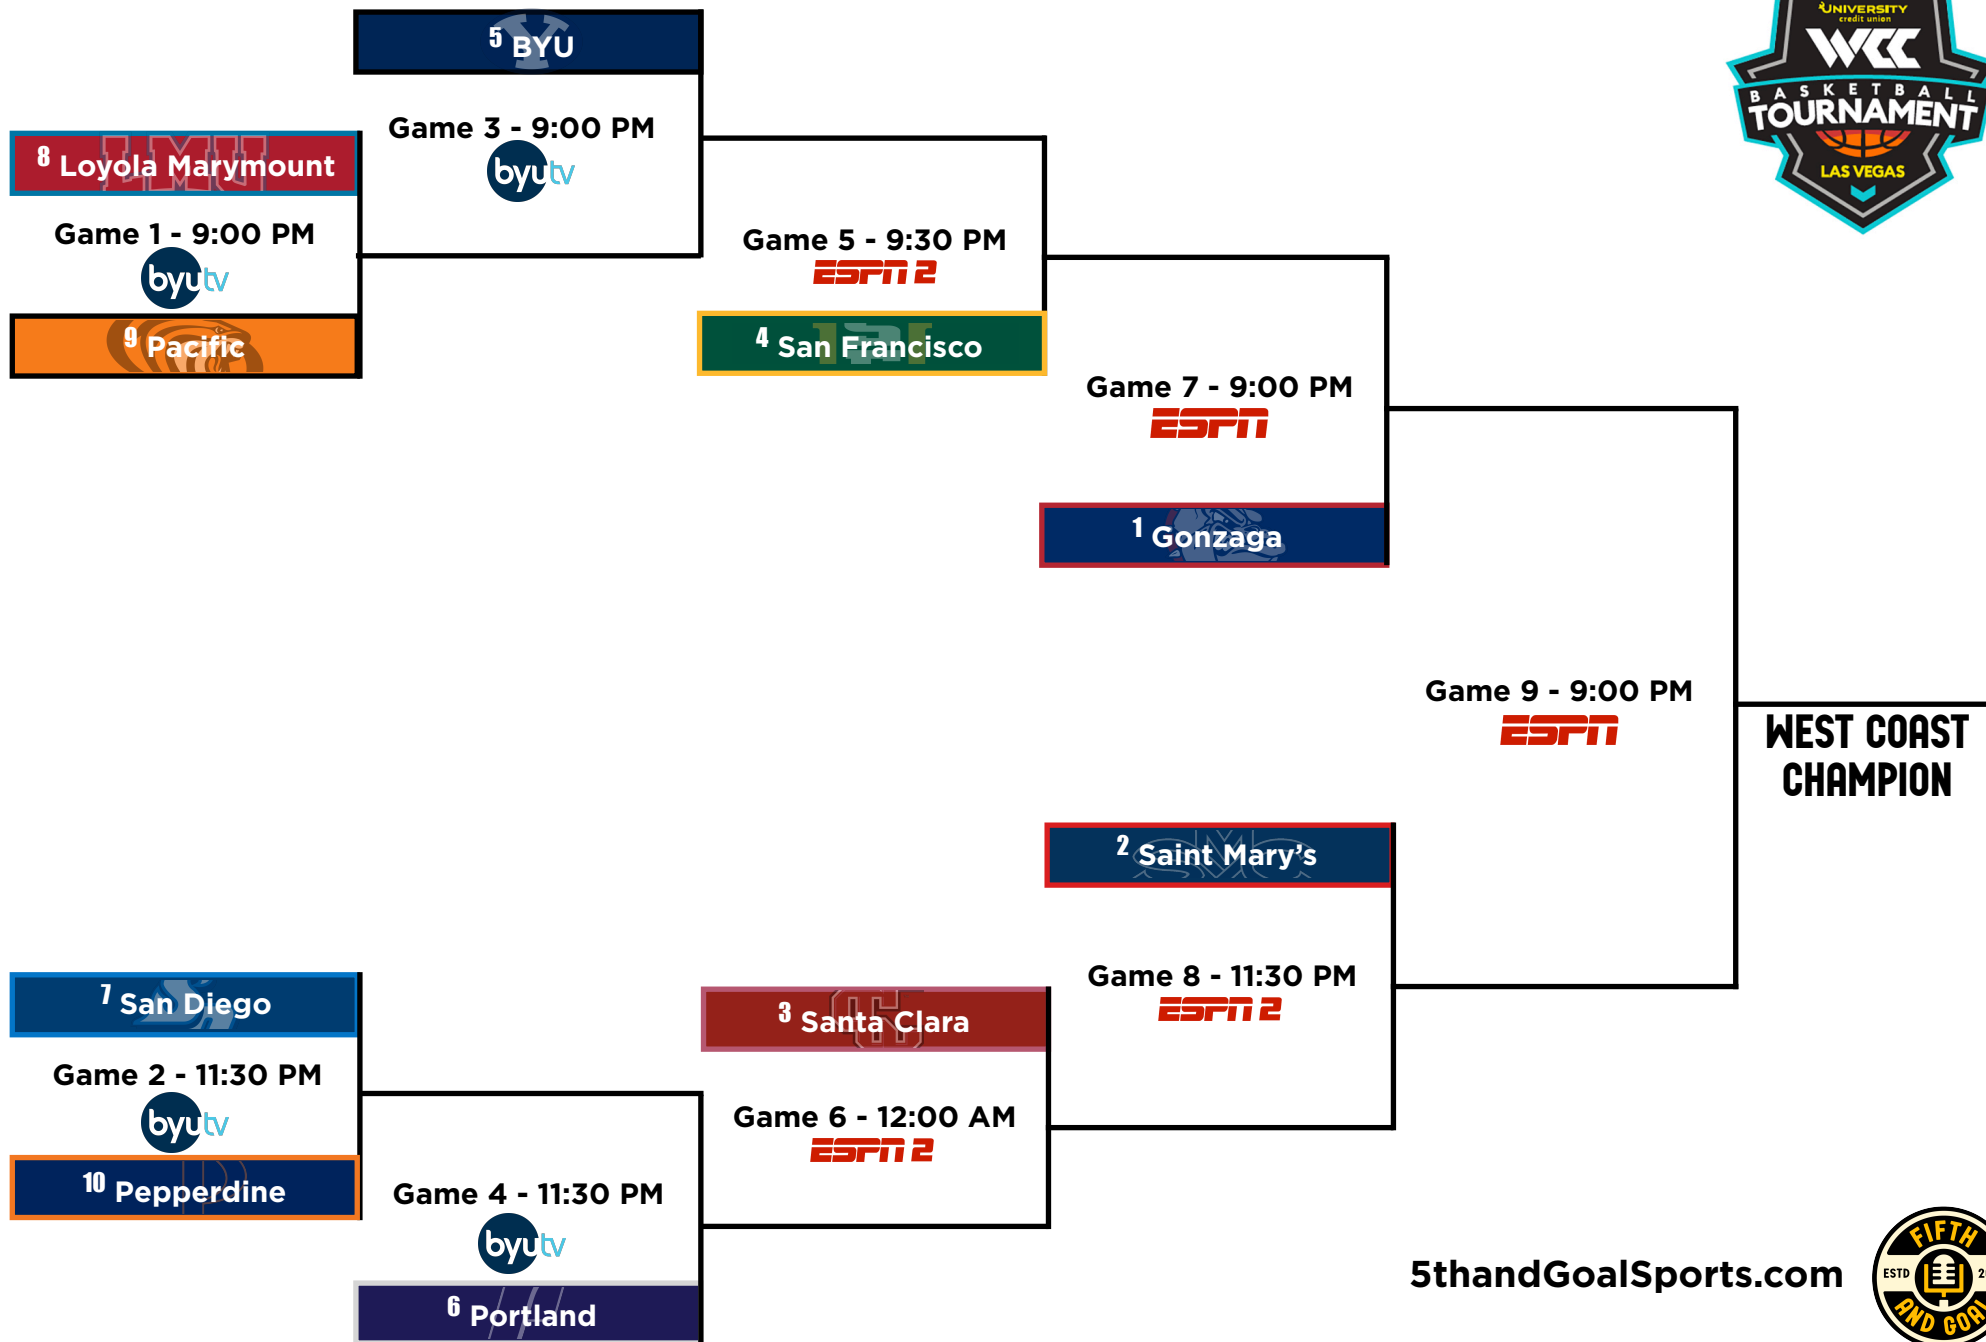 UNIVERSITY
credit union
WCC
BASKETBALL
TOURNAMENT
LAS VEGAS
5 BYU
Game 3 - 9:00 PM
byutv
8 Loyola Marymount
LMU
Game 1 - 9:00 PM
byutv
9 Pacific
Game 5 - 9:30 PM
ESPN 2
4 San Francisco
Game 7 - 9:00 PM
ESPN
1 Gonzaga
Game 9 - 9:00 PM
ESPN
WEST COAST
CHAMPION
2 Saint Mary’s
SMC
Game 8 - 11:30 PM
ESPN 2
7 San Diego
Game 2 - 11:30 PM
byutv
10 Pepperdine
3 Santa Clara
Game 6 - 12:00 AM
ESPN 2
Game 4 - 11:30 PM
byutv
6 Portland
5thandGoalSports.com
FIFTH
ESTD
AND GOAL